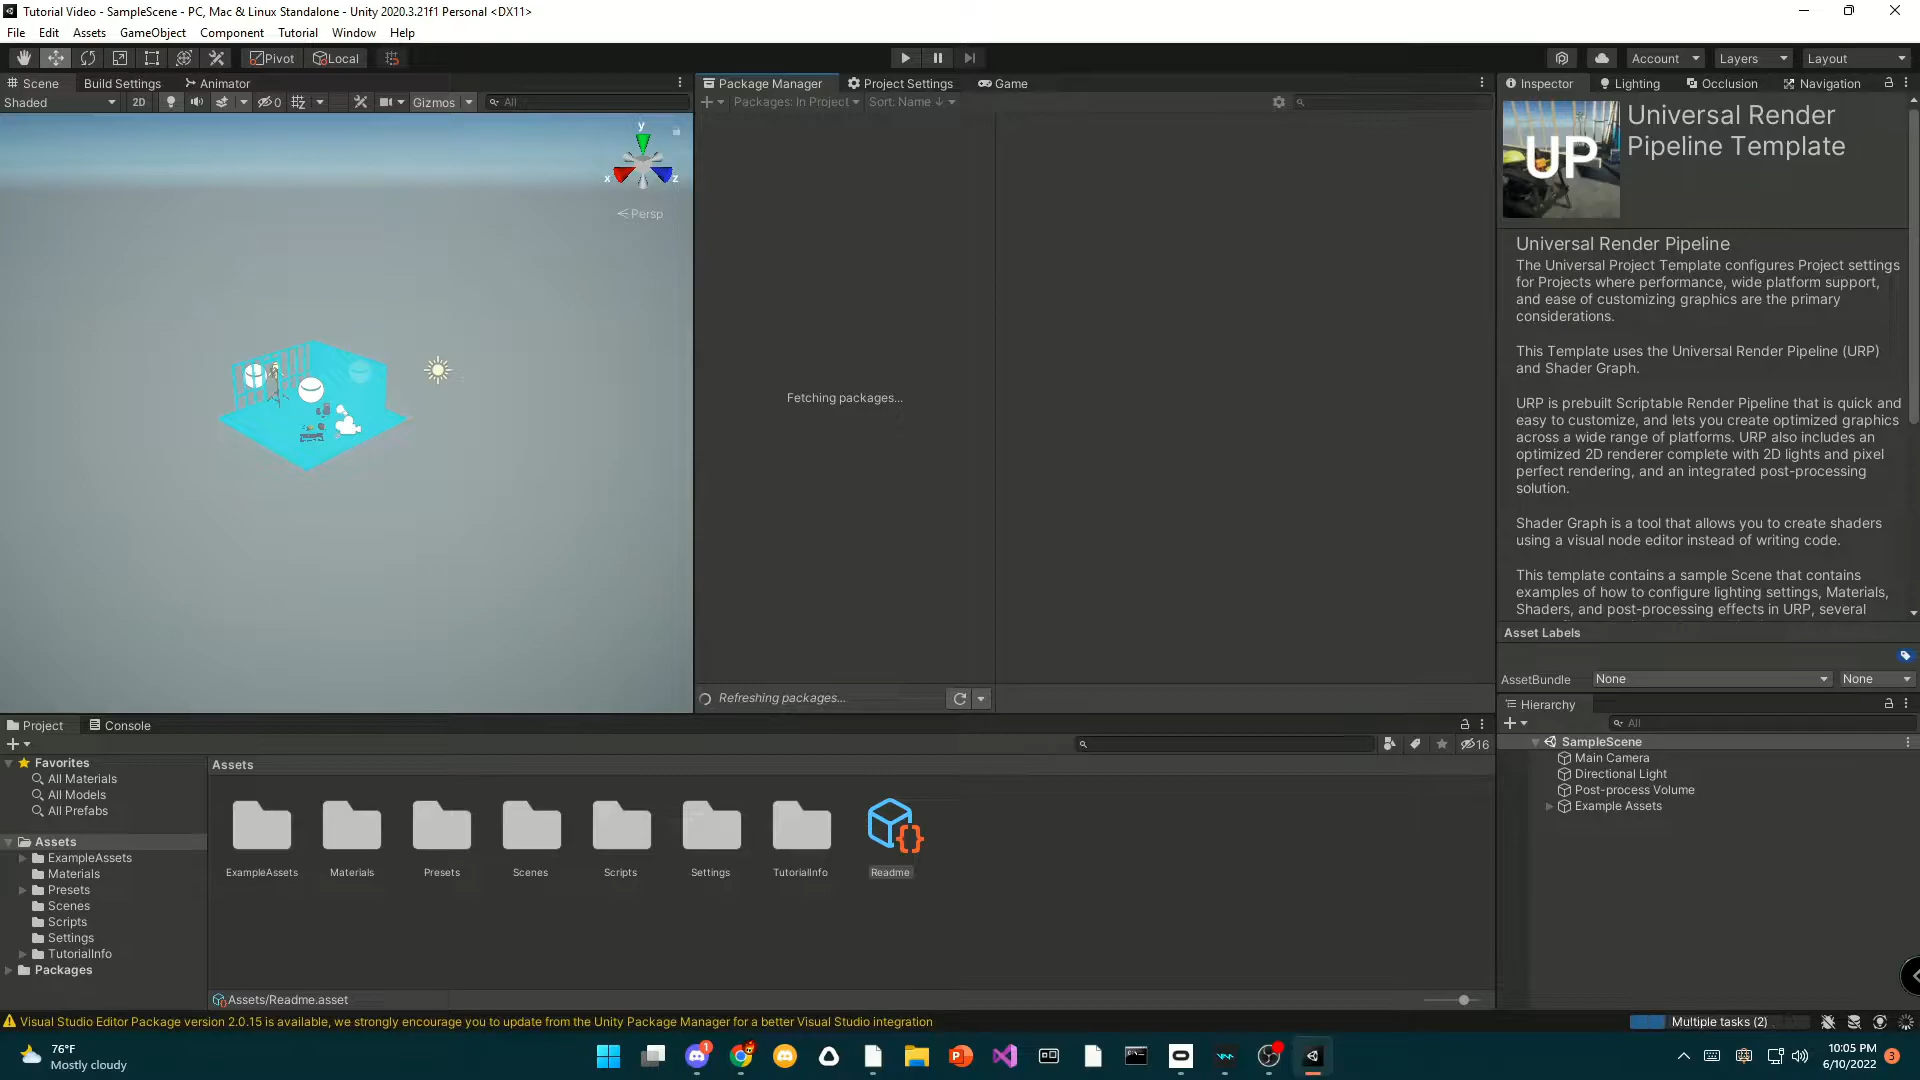 Tutorial Video - SampleScene - PC, Mac & Linux Standalone - Unity 2020.3.21f1 Personal <DX11>
File Edit Assets GameObject Component Tutorial Window Help
Pivot Local Account Layers Layout
Scene Build Settings Animator
Package Manager Project Settings Game
Inspector Lighting Occlusion Navigation
Shaded 2D 0 Gizmos All
Packages: In Project Sort: Name ↓
y
x
z
Persp
Fetching packages...
Refreshing packages...
UP
Universal Render
Pipeline Template
Universal Render Pipeline
The Universal Project Template configures Project settings
for Projects where performance, wide platform support,
and ease of customizing graphics are the primary
considerations.
This Template uses the Universal Render Pipeline (URP)
and Shader Graph.
URP is prebuilt Scriptable Render Pipeline that is quick and
easy to customize, and lets you create optimized graphics
across a wide range of platforms. URP also includes an
optimized 2D renderer complete with 2D lights and pixel
perfect rendering, and an integrated post-processing
solution.
Shader Graph is a tool that allows you to create shaders
using a visual node editor instead of writing code.
This template contains a sample Scene that contains
examples of how to configure lighting settings, Materials,
Shaders, and post-processing effects in URP, several
Asset Labels
AssetBundle None None
Hierarchy
All
SampleScene
Main Camera
Directional Light
Post-process Volume
Example Assets
Project Console
16
Favorites
All Materials
All Models
All Prefabs
Assets
ExampleAssets
Materials
Presets
Scenes
Scripts
Settings
TutorialInfo
Packages
Assets
ExampleAssets Materials Presets Scenes Scripts Settings TutorialInfo Readme
Assets/Readme.asset
Visual Studio Editor Package version 2.0.15 is available, we strongly encourage you to update from the Unity Package Manager for a better Visual Studio integration
Multiple tasks (2)
76°F
Mostly cloudy
1
10:05 PM
6/10/2022
3